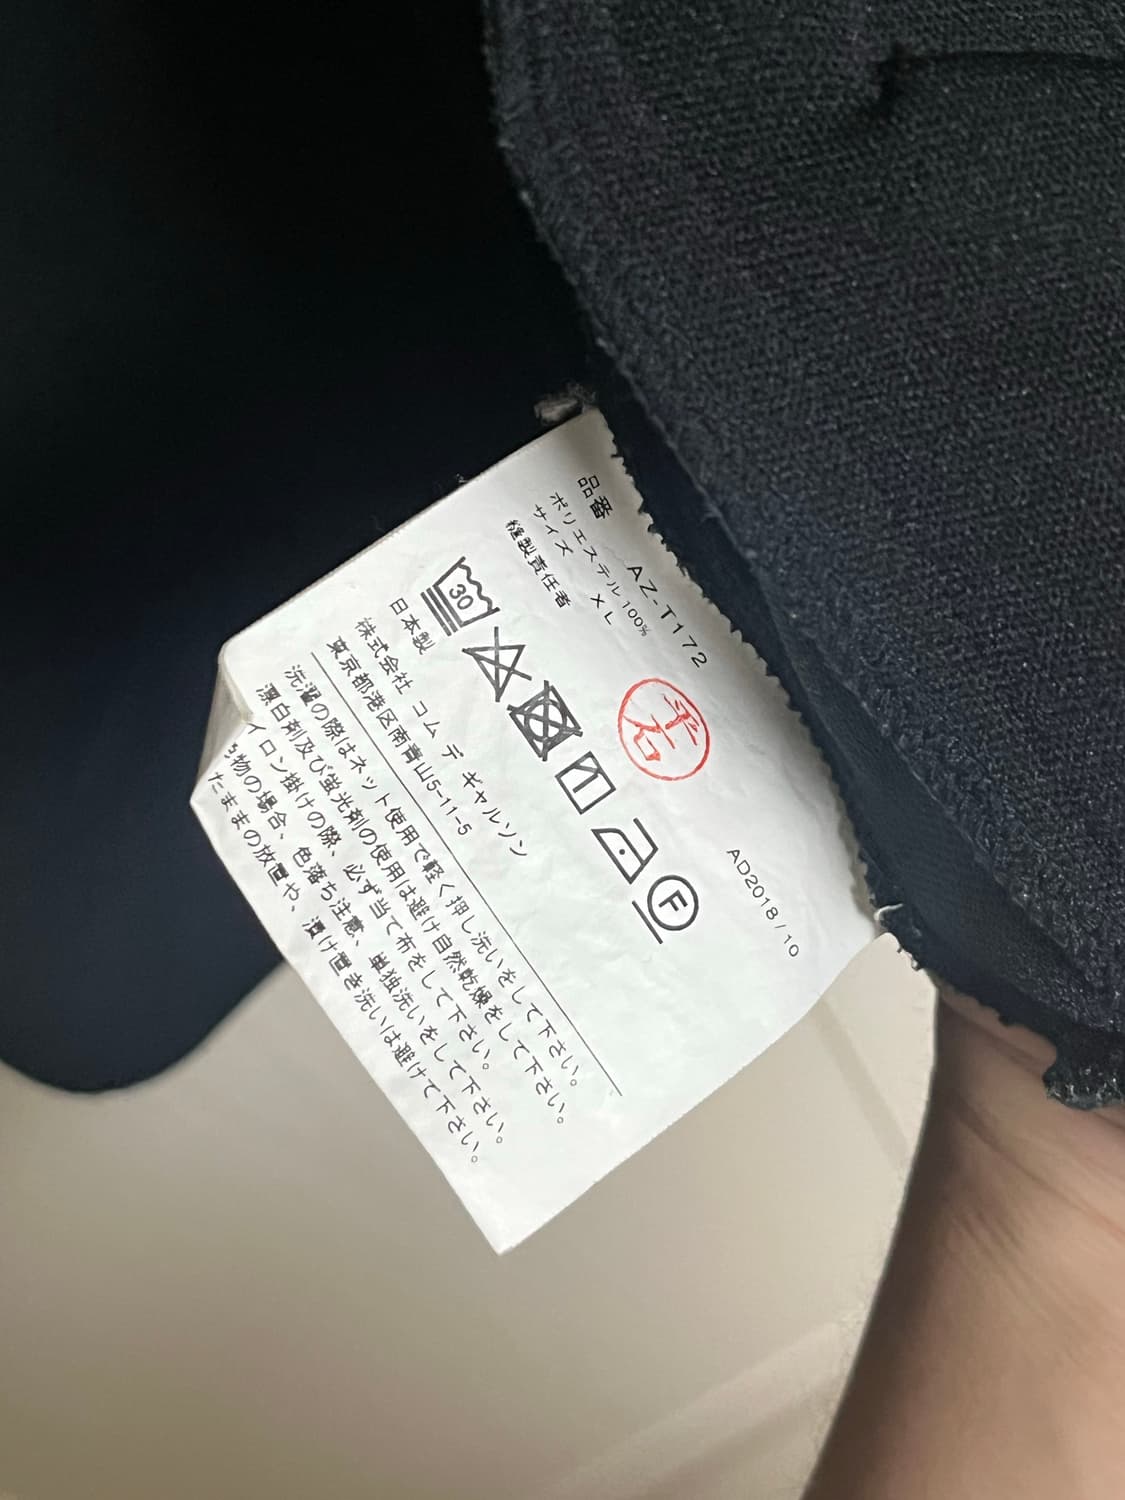 品番 AZ-T172
ポリエステル100%
サイズ XL
縫製責任者
平石
AD2018/10
30
F
日本製
株式会社 コム デ ギャルソン
東京都港区南青山5-11-5
洗濯の際はネット使用で軽く押し洗いをして下さい。
漂白剤及び蛍光剤の使用は避け自然乾燥をして下さい。
イロン掛けの際、必ず当て布をして下さい。
物の場合、色落ち注意、単独洗いをして下さい。
たままの放置や、漬け置き洗いは避けて下さい。